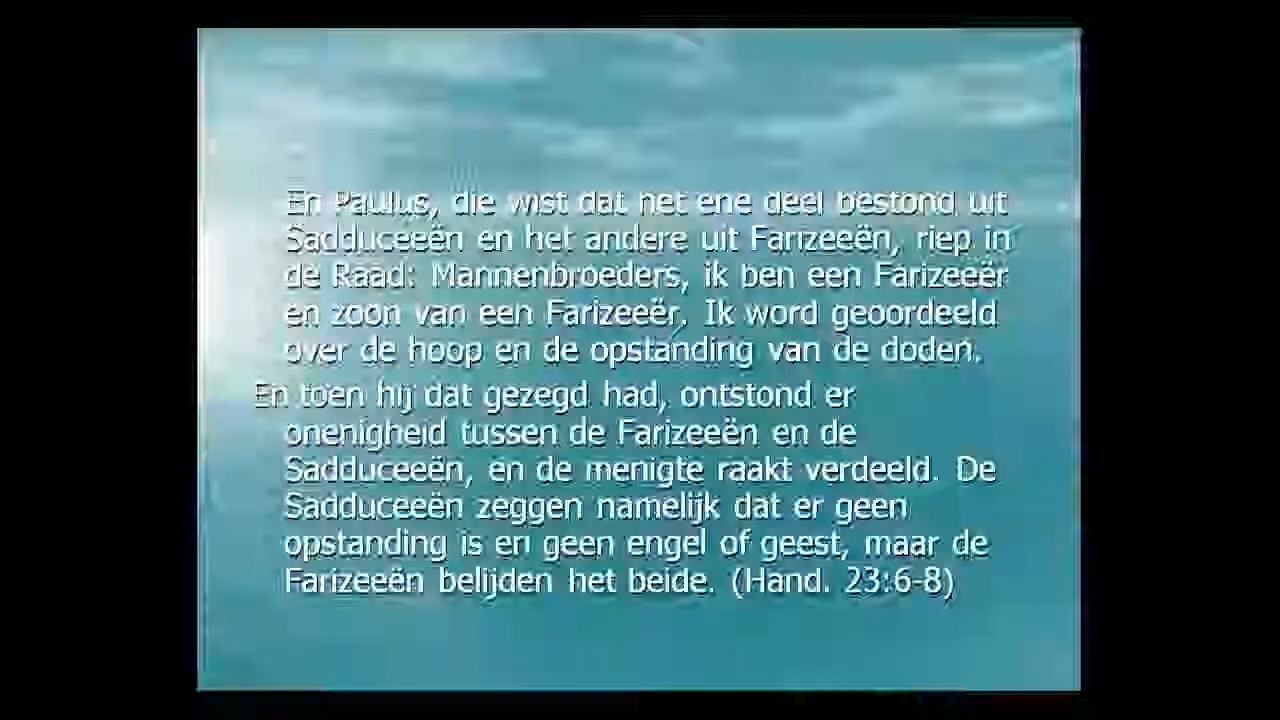 En Paulus, die wist dat het ene deel bestond uit
Sadduceeën en het andere uit Farizeeën, riep in
de Raad: Mannenbroeders, ik ben een Farizeeër
en zoon van een Farizeeër. Ik word geoordeeld
over de hoop en de opstanding van de doden.
En toen hij dat gezegd had, ontstond er
onenigheid tussen de Farizeeën en de
Sadduceeën, en de menigte raakt verdeeld. De
Sadduceeën zeggen namelijk dat er geen
opstanding is en geen engel of geest, maar de
Farizeeën belijden het beide. (Hand. 23:6-8)